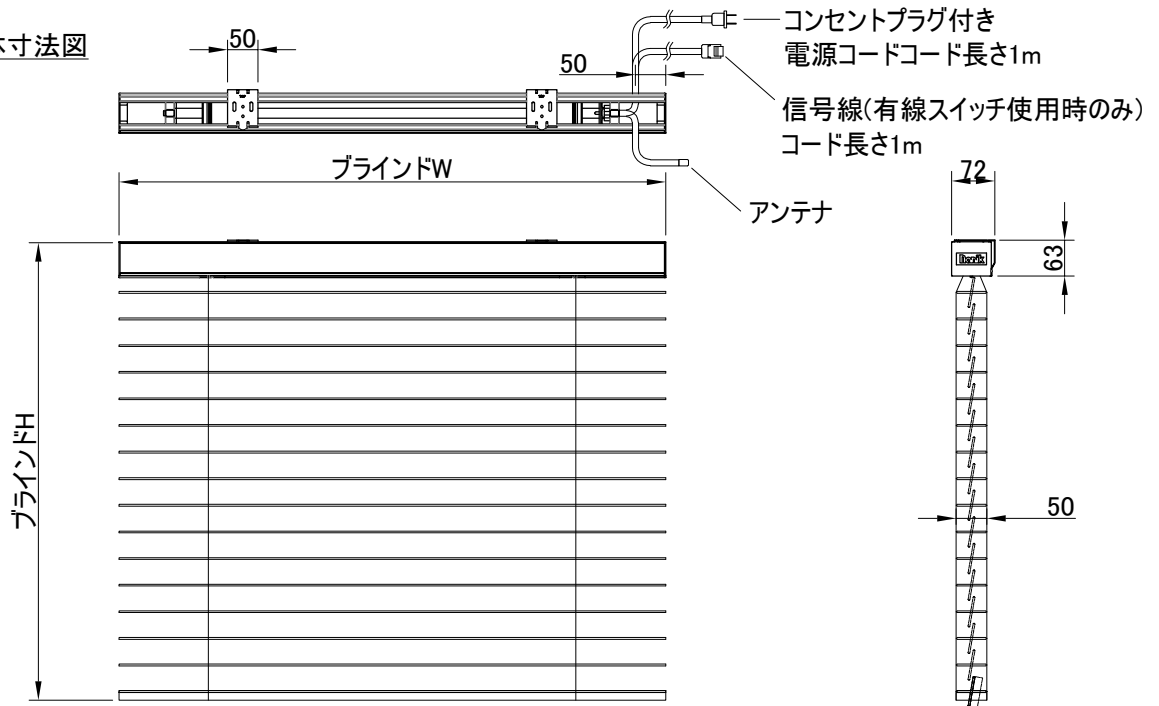 体寸法図
50
50
コンセントプラグ付き
電源コードコード長さ1m
信号線(有線スイッチ使用時のみ)
コード長さ1m
アンテナ
ブラインドW
72
63
ブラインドH
50